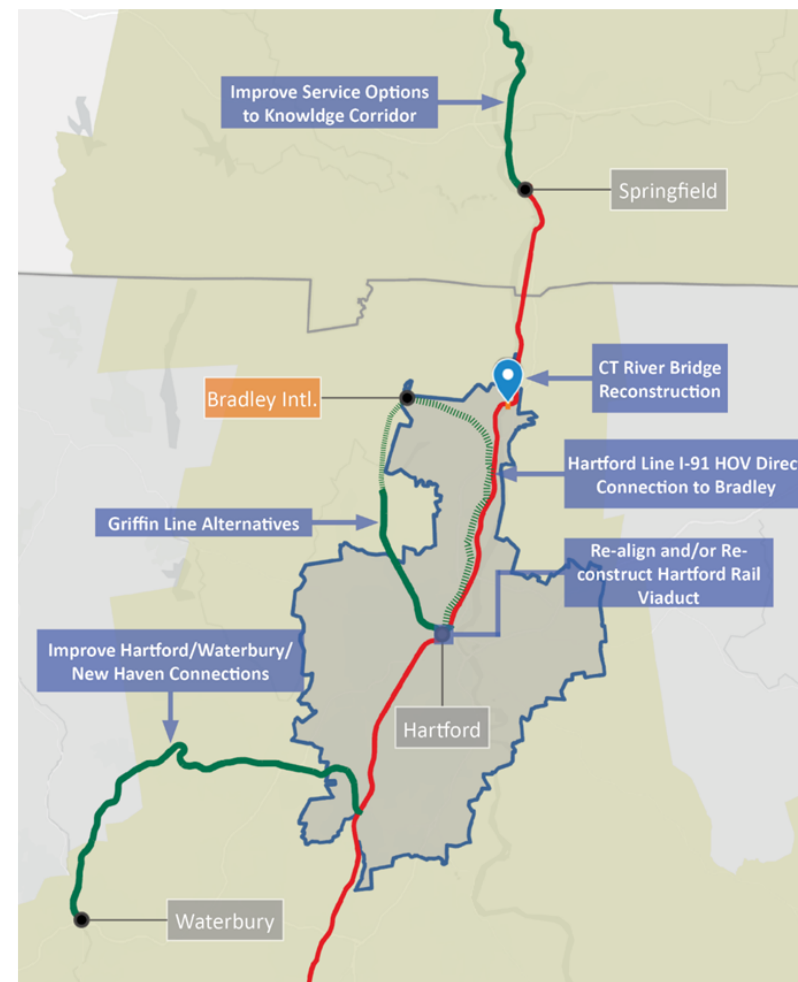 Improve Service Options
to Knowldge Corridor
Springfield
CT River Bridge
Reconstruction
Bradley Intl.
Hartford Line I-91 HOV Direc
Connection to Bradley
Griffin Line Alternatives
Re-align and/or Re-
construct Hartford Rail
Viaduct
Improve Hartford/Waterbury/
New Haven Connections
Hartford
Waterbury